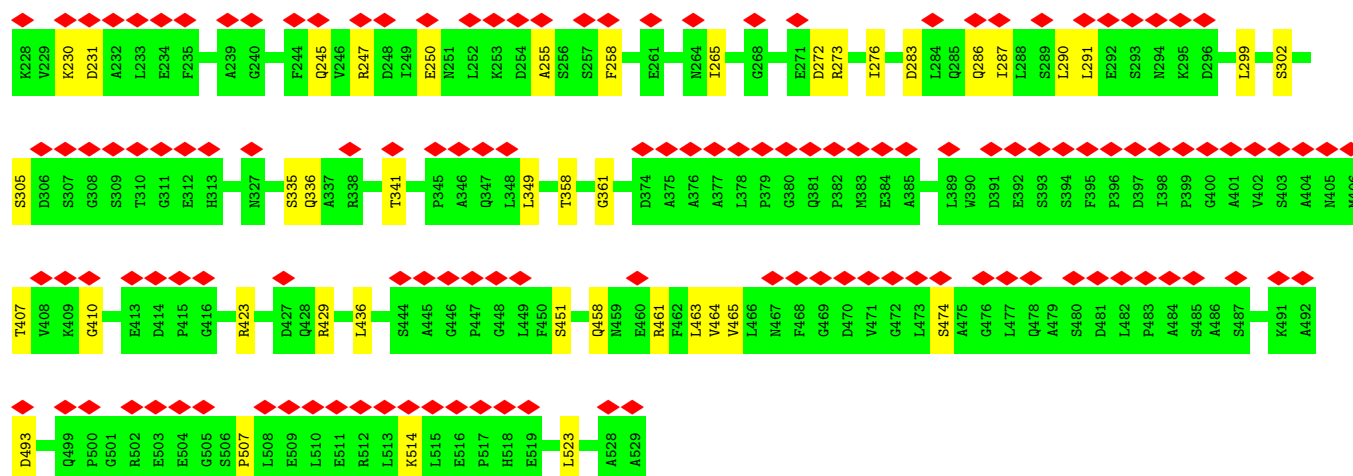 K228 V229 K230 D231 A232 L233 E234 F235 A239 G240 F244 Q245 V246 R247 D248 I249 E250 N251 L252 K253 D254 A255 S256 S257 F258 E261 N264 I265 G268 E271 D272 R273 I276 D283 L284 Q285 Q286 I287 L288 S289 L290 L291 E292 S293 N294 K295 D296 L299 S302
S305 D306 S307 G308 S309 T310 G311 E312 H313 N327 S335 Q336 A337 R338 T341 P345 A346 Q347 L348 L349 T358 G361 D374 A375 A376 A377 L378 P379 G380 Q381 P382 M383 E384 A385 L389 W390 D391 E392 S393 S394 F395 P396 D397 I398 P399 G400 A401 V402 S403 A404 N405 M406
T407 V408 K409 G410 E413 D414 P415 G416 R423 D427 Q428 R429 L436 S444 A445 G446 P447 G448 L449 F450 S451 Q458 N459 E460 R461 F462 L463 V464 V465 L466 N467 F468 G469 D470 V471 G472 L473 S474 A475 G476 L477 Q478 A479 S480 D481 L482 P483 A484 S485 A486 S487 K491 A492
D493 Q499 P500 G501 R502 E503 E504 G505 S506 P507 L508 E509 L510 E511 R512 L513 K514 L515 E516 P517 H518 E519 L523 A528 A529